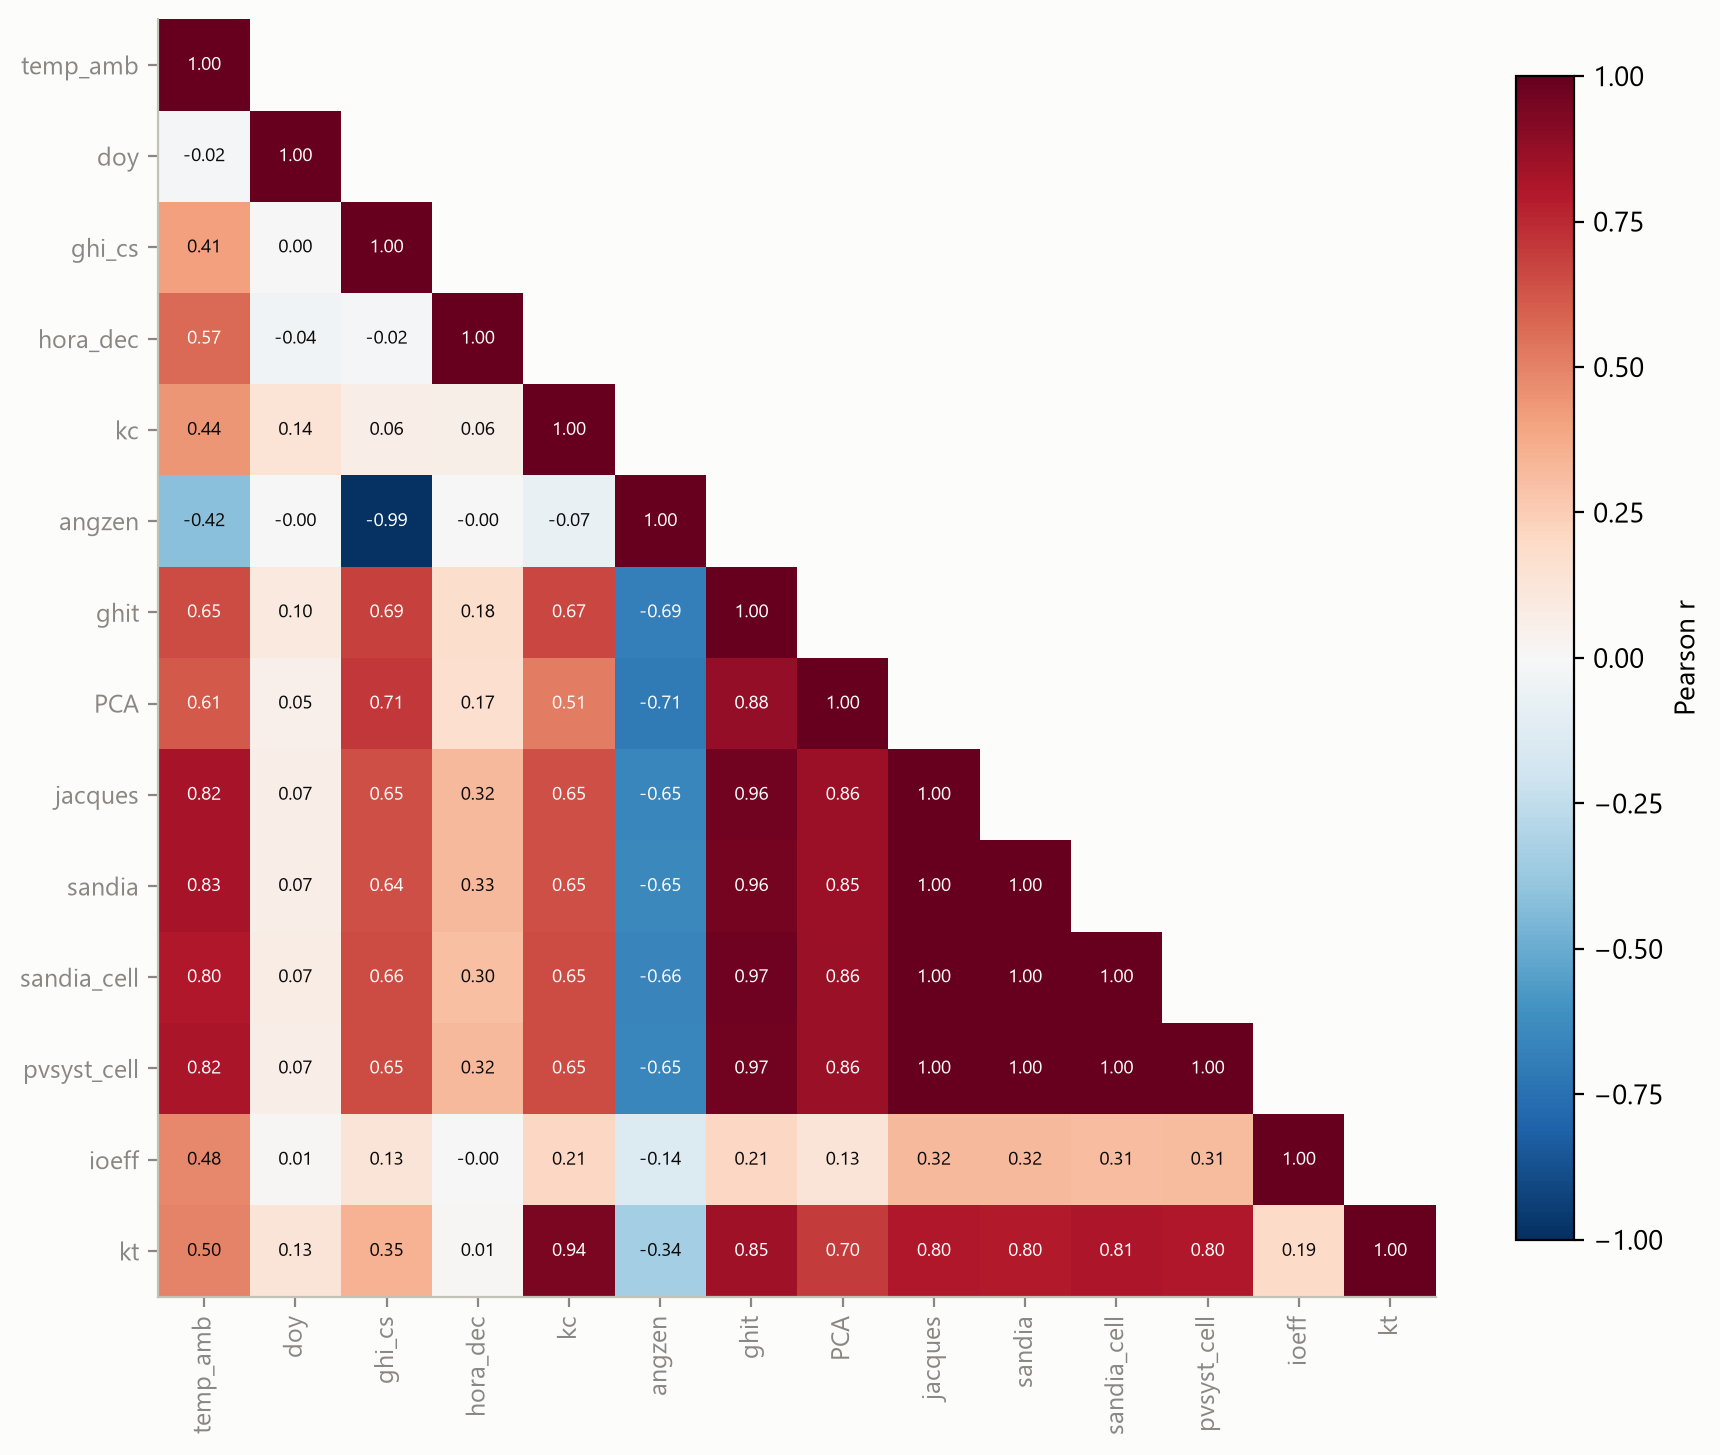 temp_amb 1.00
doy -0.02 1.00
ghi_cs 0.41 0.00 1.00
hora_dec 0.57 -0.04 -0.02 1.00
kc 0.44 0.14 0.06 0.06 1.00
angzen -0.42 -0.00 -0.99 -0.00 -0.07 1.00
ghit 0.65 0.10 0.69 0.18 0.67 -0.69 1.00
PCA 0.61 0.05 0.71 0.17 0.51 -0.71 0.88 1.00
jacques 0.82 0.07 0.65 0.32 0.65 -0.65 0.96 0.86 1.00
sandia 0.83 0.07 0.64 0.33 0.65 -0.65 0.96 0.85 1.00 1.00
sandia_cell 0.80 0.07 0.66 0.30 0.65 -0.66 0.97 0.86 1.00 1.00 1.00
pvsyst_cell 0.82 0.07 0.65 0.32 0.65 -0.65 0.97 0.86 1.00 1.00 1.00 1.00
ioeff 0.48 0.01 0.13 -0.00 0.21 -0.14 0.21 0.13 0.32 0.32 0.31 0.31 1.00
kt 0.50 0.13 0.35 0.01 0.94 -0.34 0.85 0.70 0.80 0.80 0.81 0.80 0.19 1.00
temp_amb doy ghi_cs hora_dec kc angzen ghit PCA jacques sandia sandia_cell pvsyst_cell ioeff kt
1.00
0.75
0.50
0.25
0.00
−0.25
−0.50
−0.75
−1.00
Pearson r